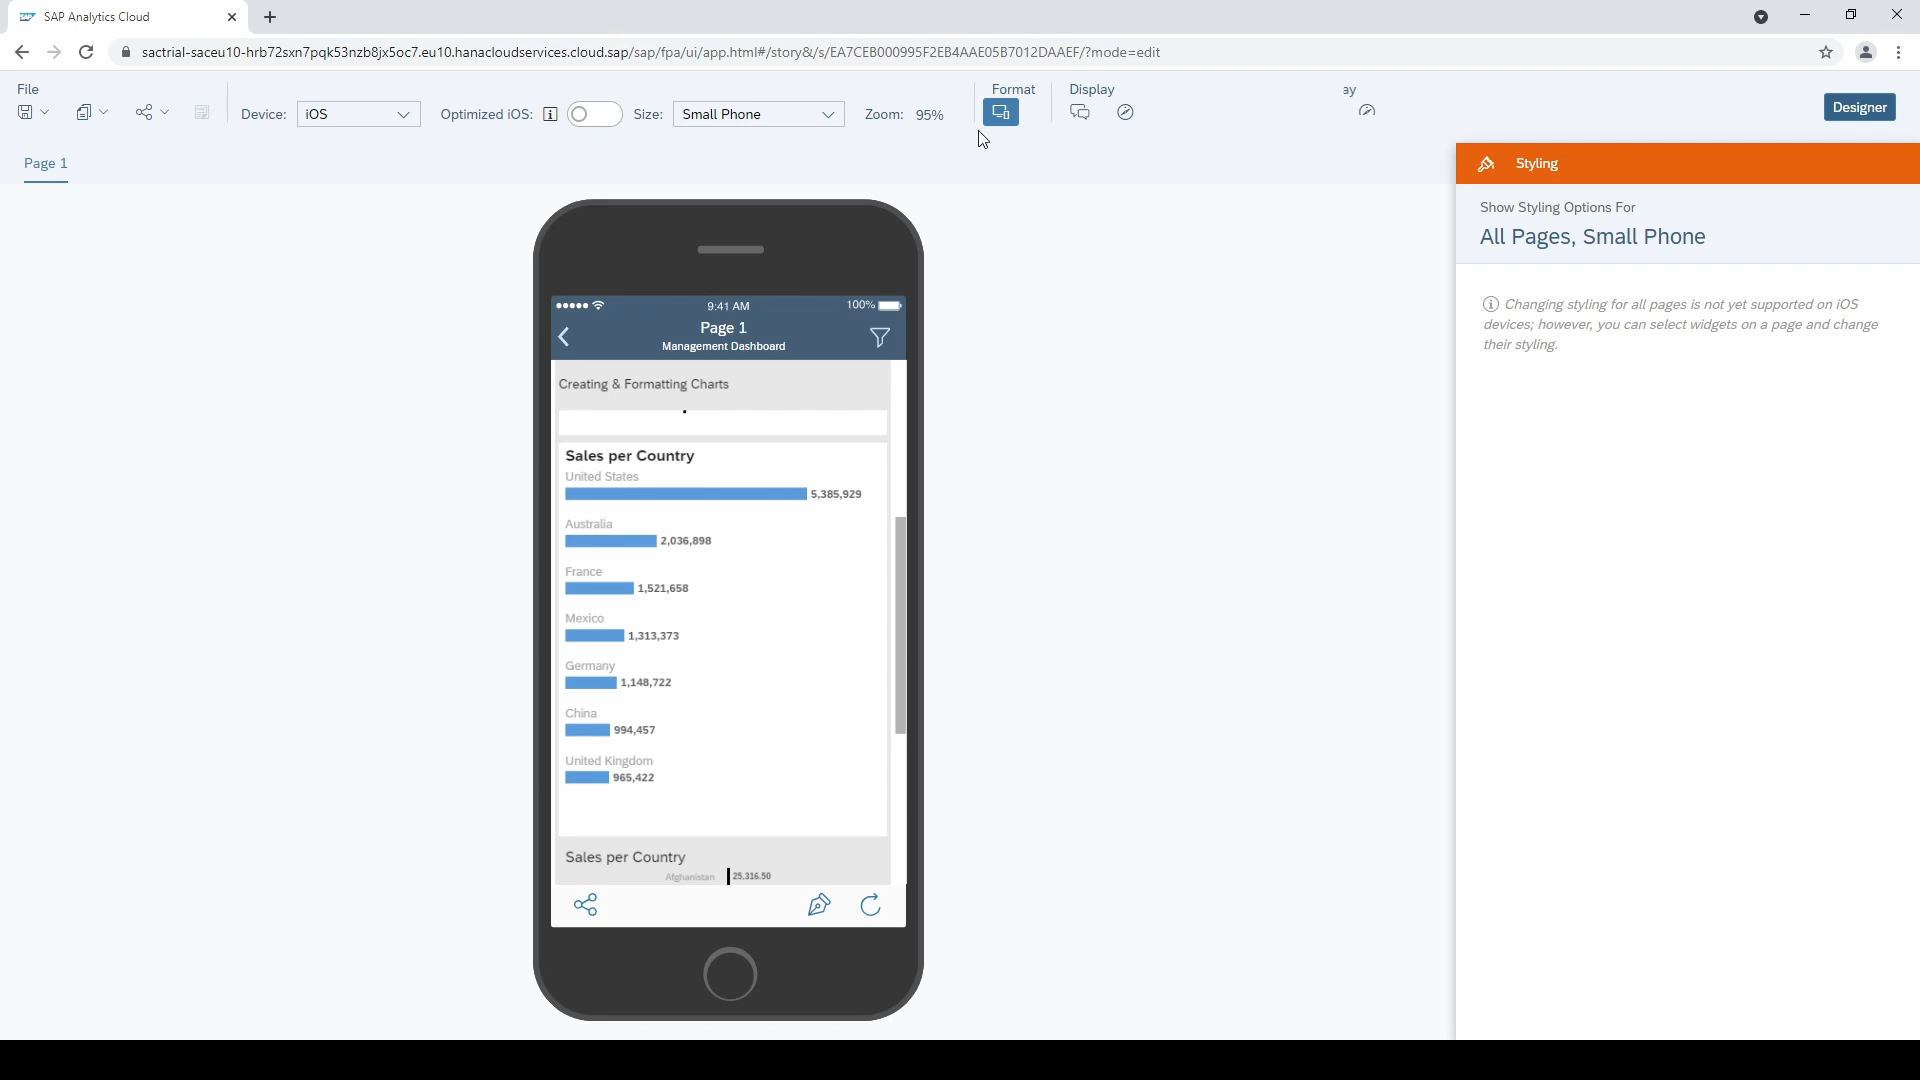 SAP Analytics Cloud
sactrial-saceu10-hrb72sxn7pqk53nzb8jx5oc7.eu10.hanacloudservices.cloud.sap/sap/fpa/ui/app.html#/story&/s/EA7CEB000995F2EB4AAE05B7012DAAEF/?mode=edit
File
Format
Display
ay
Device: iOS
Optimized iOS:
Size: Small Phone
Zoom: 95%
Designer
Page 1
Styling
Show Styling Options For
All Pages, Small Phone
Changing styling for all pages is not yet supported on iOS
devices; however, you can select widgets on a page and change
their styling.
9:41 AM
100%
Page 1
Management Dashboard
Creating & Formatting Charts
Sales per Country
United States
5,385,929
Australia
2,036,898
France
1,521,658
Mexico
1,313,373
Germany
1,148,722
China
994,457
United Kingdom
965,422
Sales per Country
Afghanistan 25,316.50